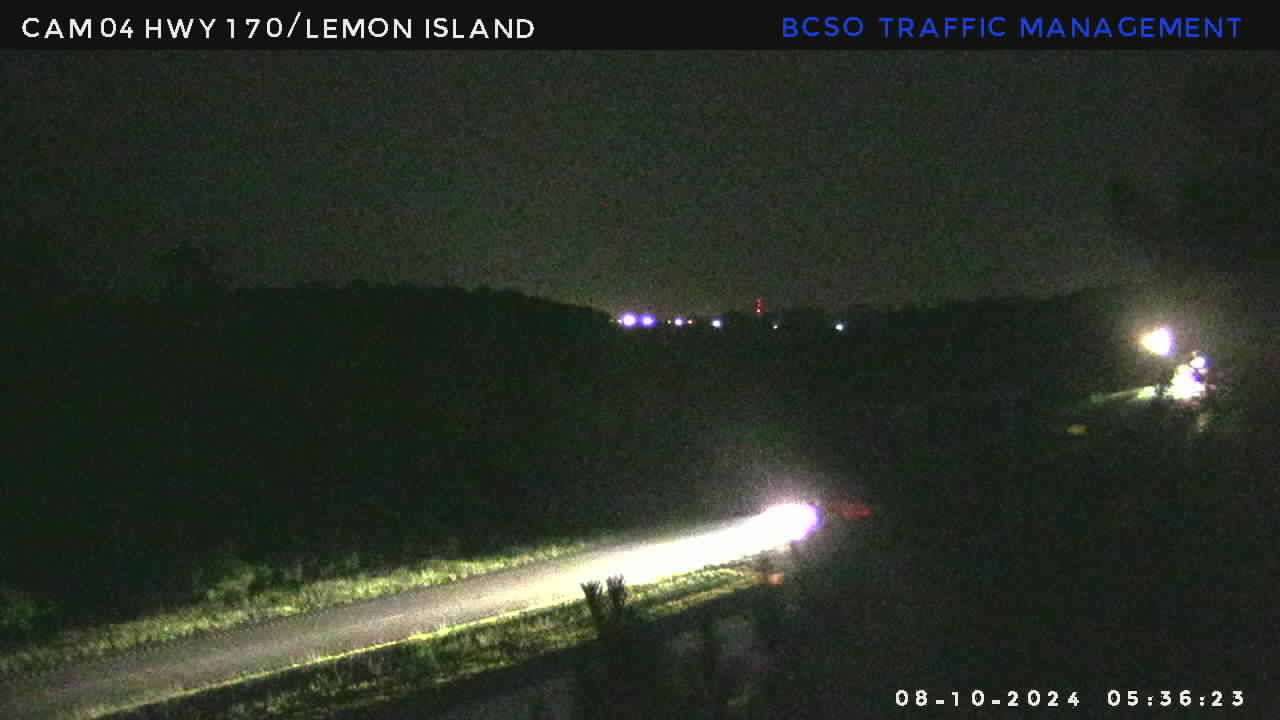 CAM04 HWY 170/LEMON ISLAND
BCSO TRAFFIC MANAGEMENT
08-10-2024 05:36:23